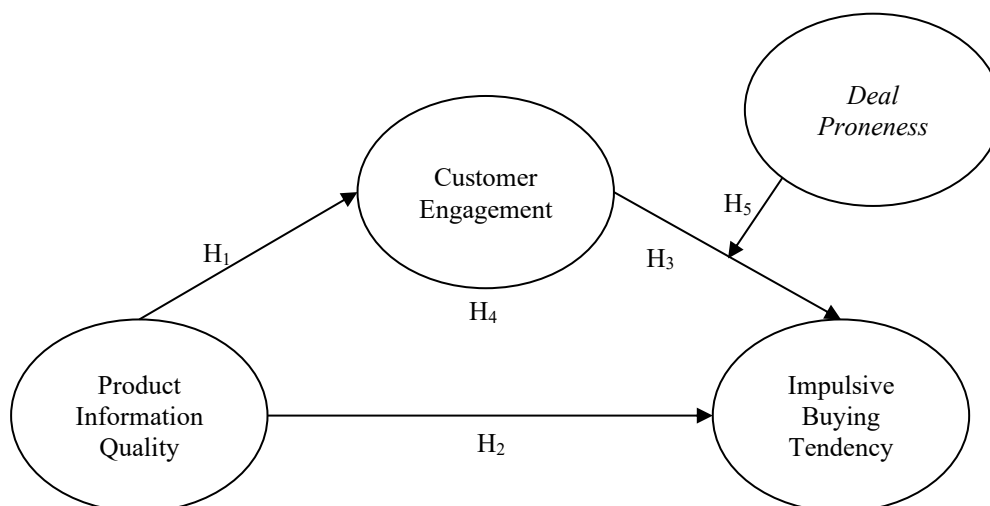 Deal
Proneness
Customer
Engagement
H₅
H₁
H₃
H₄
Product
Information
Quality
H₂
Impulsive
Buying
Tendency